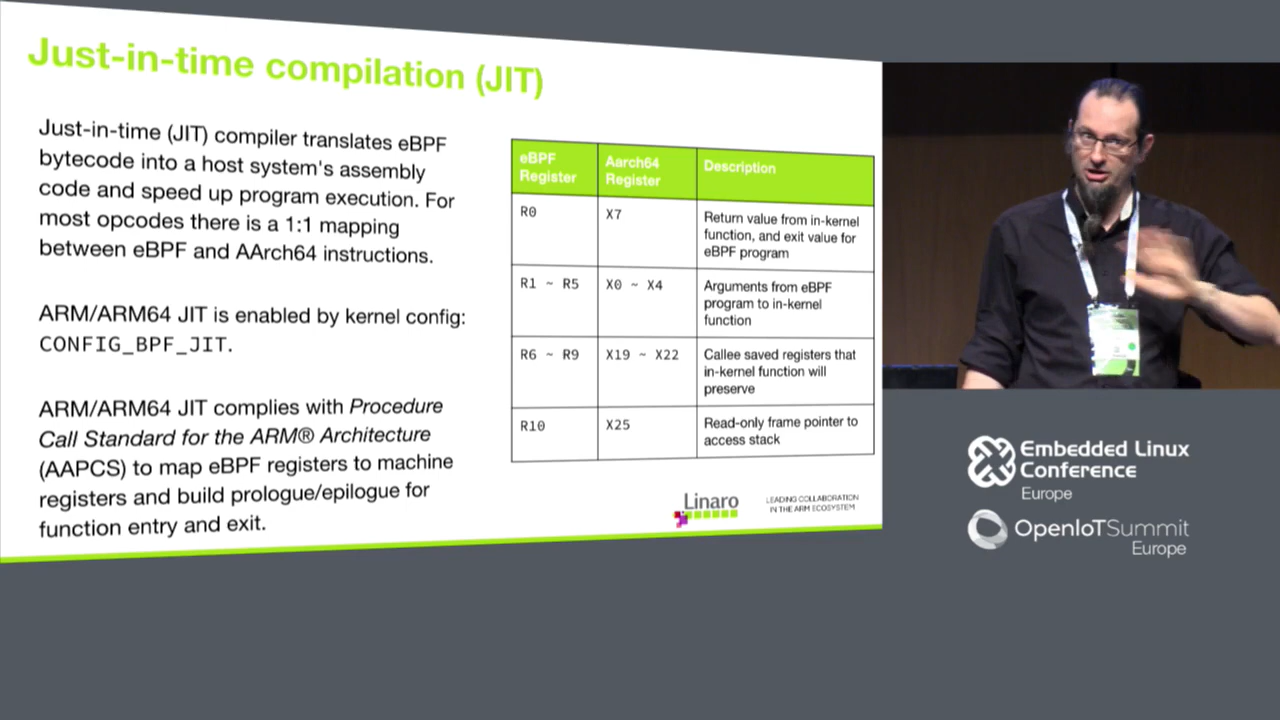 Just-in-time compilation (JIT)
Just-in-time (JIT) compiler translates eBPF
bytecode into a host system's assembly
code and speed up program execution. For
most opcodes there is a 1:1 mapping
between eBPF and AArch64 instructions.
ARM/ARM64 JIT is enabled by kernel config:
CONFIG_BPF_JIT.
ARM/ARM64 JIT complies with Procedure
Call Standard for the ARM® Architecture
(AAPCS) to map eBPF registers to machine
registers and build prologue/epilogue for
function entry and exit.
eBPF
Register
Aarch64
Register
Description
R0
X7
Return value from in-kernel
function, and exit value for
eBPF program
R1 ~ R5
X0 ~ X4
Arguments from eBPF
program to in-kernel
function
R6 ~ R9
X19 ~ X22
Callee saved registers that
in-kernel function will
preserve
R10
X25
Read-only frame pointer to
access stack
Linaro
LEADING COLLABORATION
IN THE ARM ECOSYSTEM
Embedded Linux
Conference
Europe
OpenIoTSummit
Europe